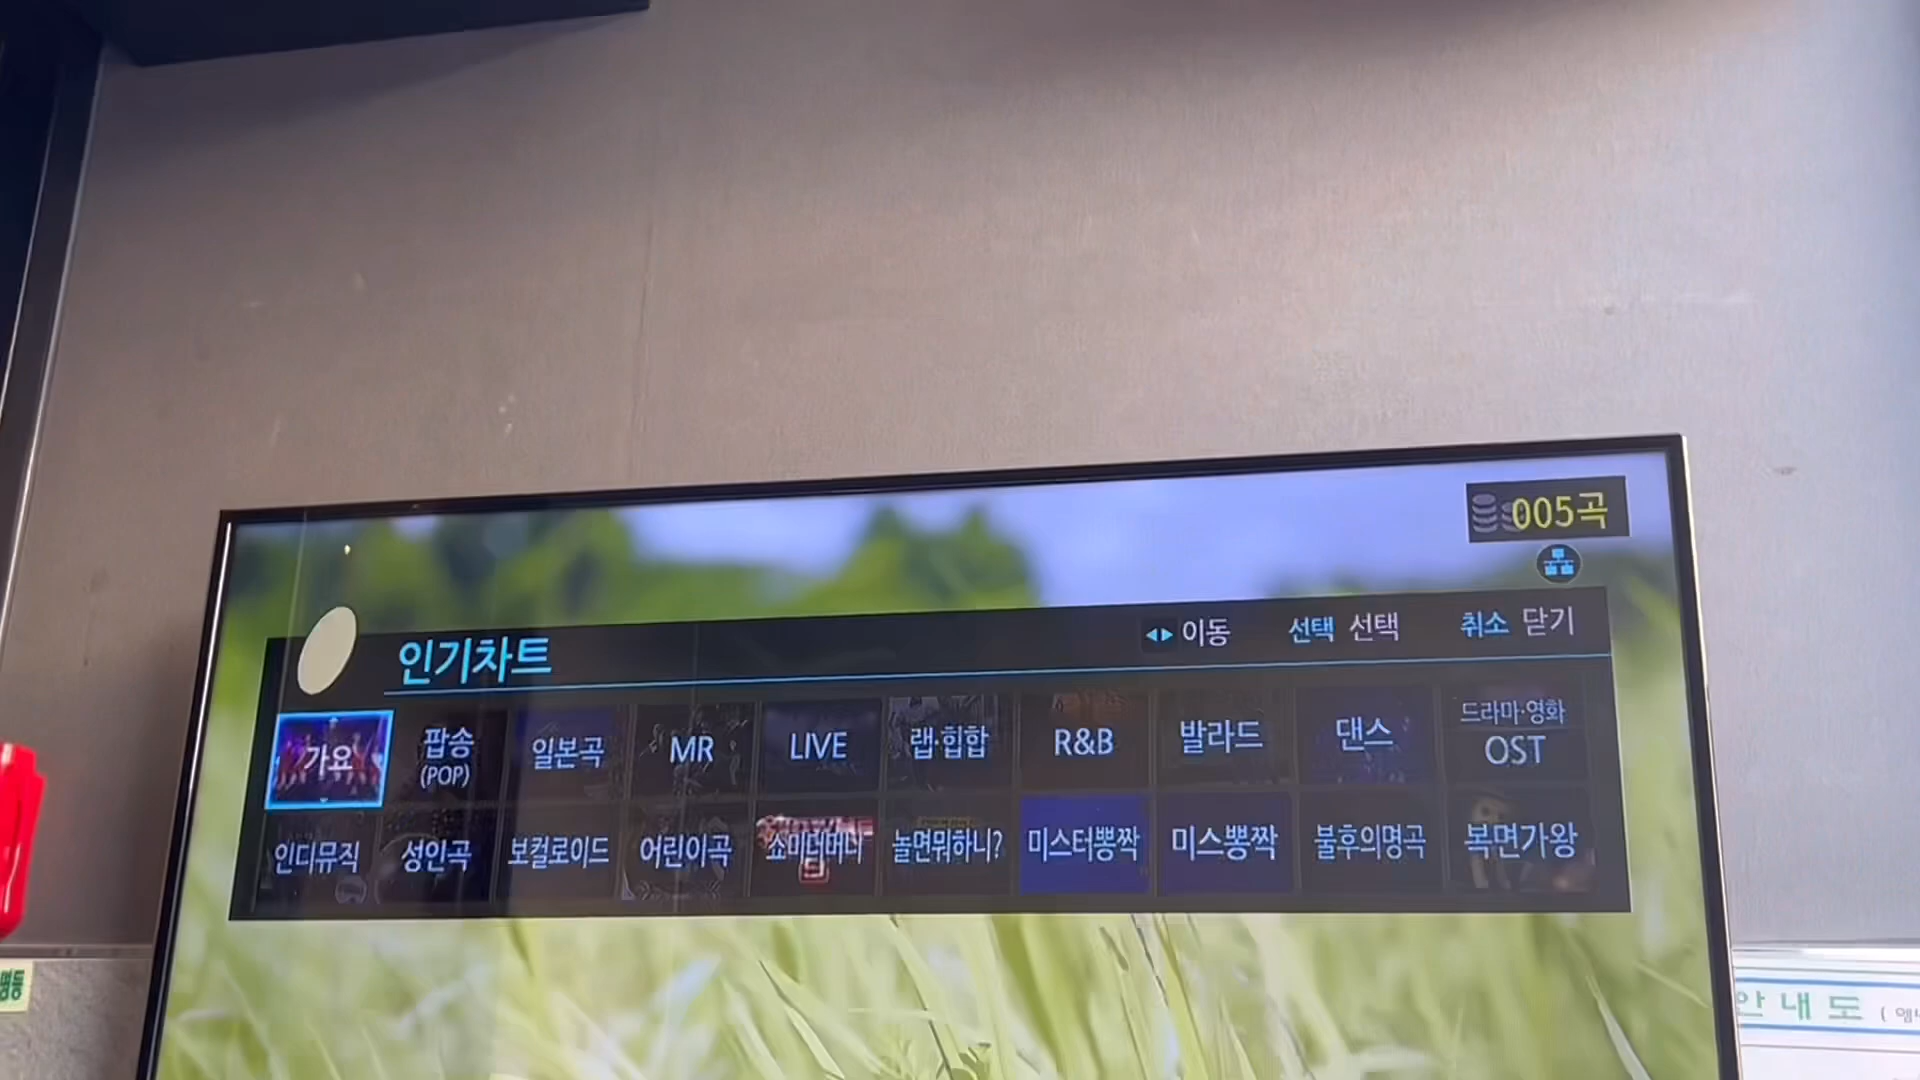 005곡
인기차트
◀▶ 이동 선택 선택 취소 닫기
가요 팝송 (POP) 일본곡 MR LIVE 랩·힙합 R&B 발라드 댄스 드라마·영화 OST
인디뮤직 성인곡 보컬로이드 어린이곡 쇼미더머니 놀면뭐하니? 미스터뽕짝 미스뽕짝 불후의명곡 복면가왕
안내도